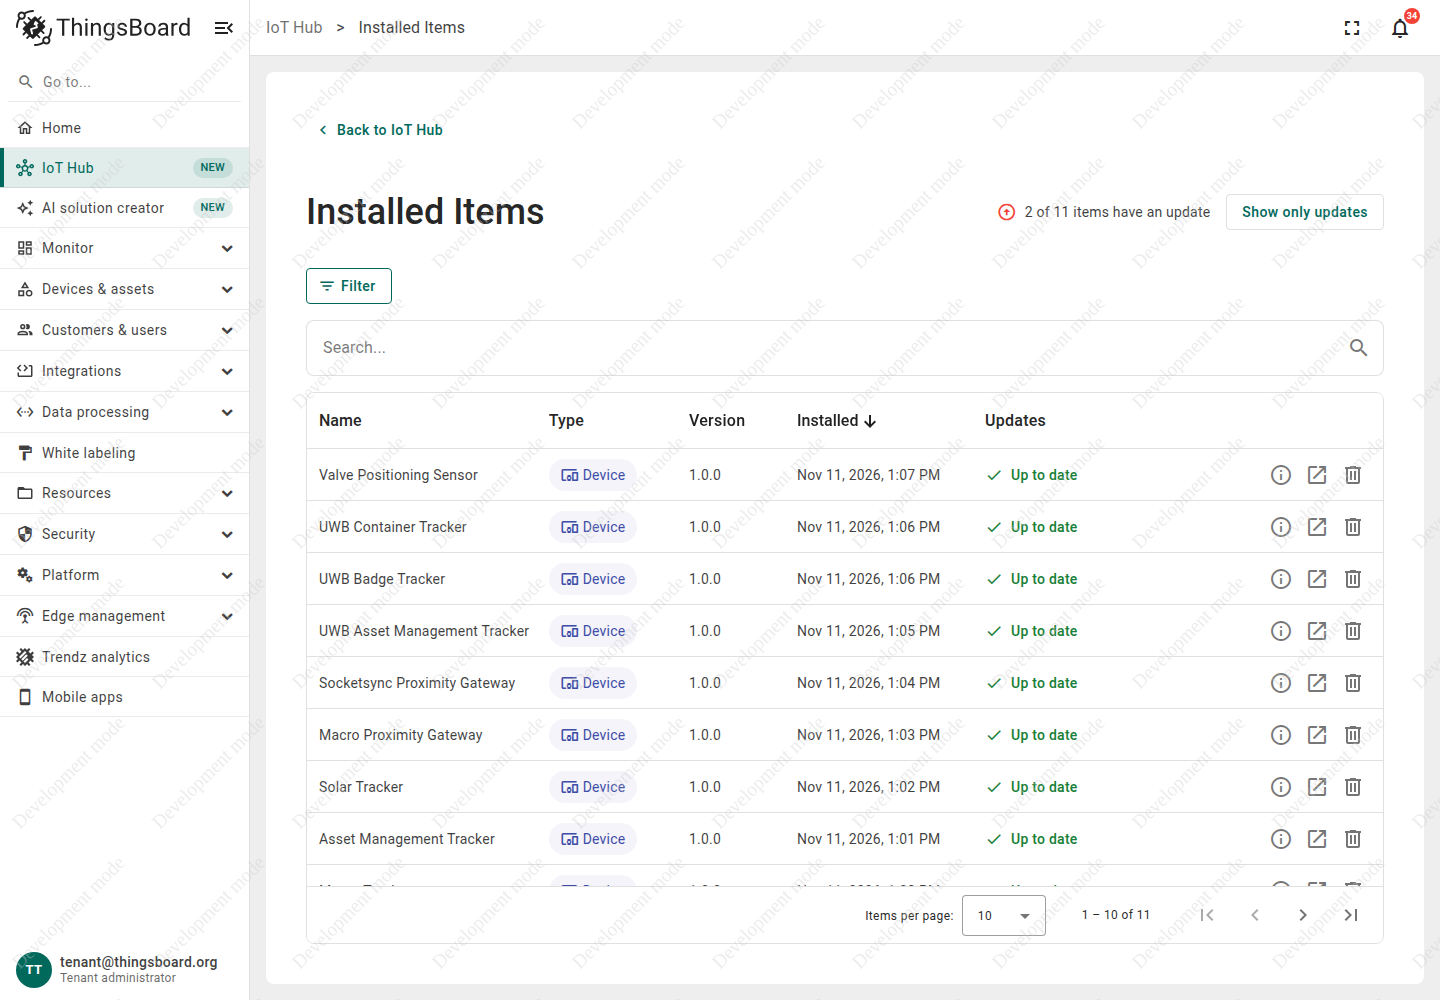 ThingsBoard
IoT Hub > Installed Items
34
Go to...
Home
IoT Hub NEW
AI solution creator NEW
Monitor
Devices & assets
Customers & users
Integrations
Data processing
White labeling
Resources
Security
Platform
Edge management
Trendz analytics
Mobile apps
TT
tenant@thingsboard.org
Tenant administrator
Back to IoT Hub
Installed Items
2 of 11 items have an update
Show only updates
Filter
Search...
Name Type Version Installed Updates
Valve Positioning Sensor Device 1.0.0 Nov 11, 2026, 1:07 PM Up to date
UWB Container Tracker Device 1.0.0 Nov 11, 2026, 1:06 PM Up to date
UWB Badge Tracker Device 1.0.0 Nov 11, 2026, 1:06 PM Up to date
UWB Asset Management Tracker Device 1.0.0 Nov 11, 2026, 1:05 PM Up to date
Socketsync Proximity Gateway Device 1.0.0 Nov 11, 2026, 1:04 PM Up to date
Macro Proximity Gateway Device 1.0.0 Nov 11, 2026, 1:03 PM Up to date
Solar Tracker Device 1.0.0 Nov 11, 2026, 1:02 PM Up to date
Asset Management Tracker Device 1.0.0 Nov 11, 2026, 1:01 PM Up to date
Items per page: 10 1 – 10 of 11
Development mode